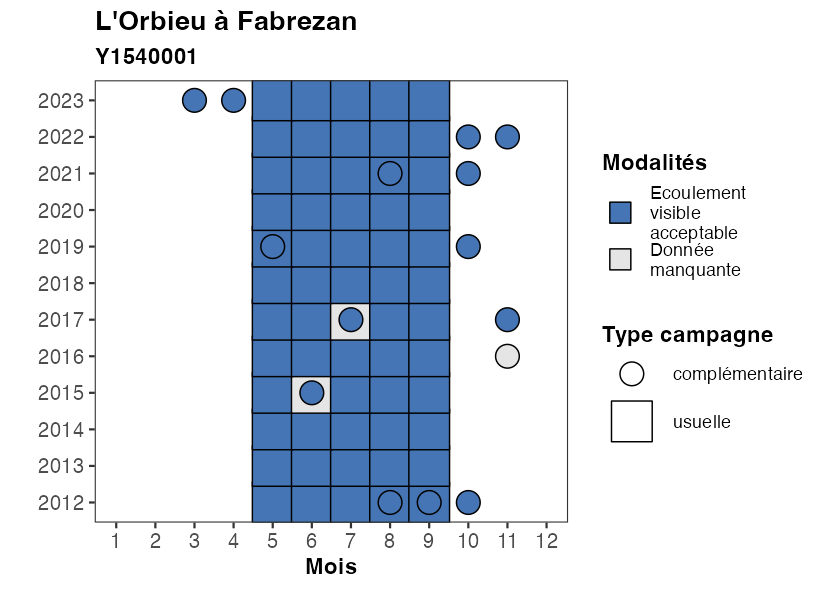 L'Orbieu à Fabrezan
Y1540001
2023
2022
2021
2020
2019
2018
2017
2016
2015
2014
2013
2012
1 2 3 4 5 6 7 8 9 10 11 12
Mois
Modalités
Ecoulement
visible
acceptable
Donnée
manquante
Type campagne
complémentaire
usuelle